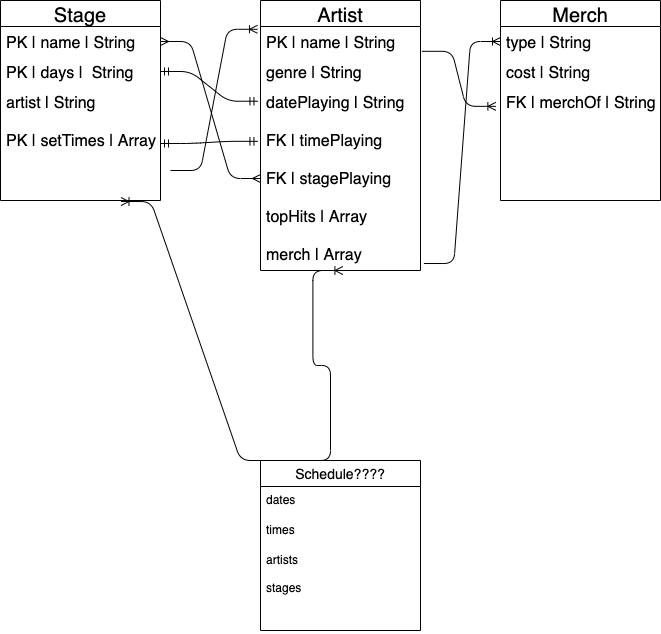 Stage
PK | name | String
PK | days |  String
artist | String
PK | setTimes | Array
Artist
PK | name | String
genre | String
datePlaying | String
FK | timePlaying
FK | stagePlaying
topHits | Array
merch | Array
Merch
type | String
cost | String
FK | merchOf | String
Schedule????
dates
times
artists
stages